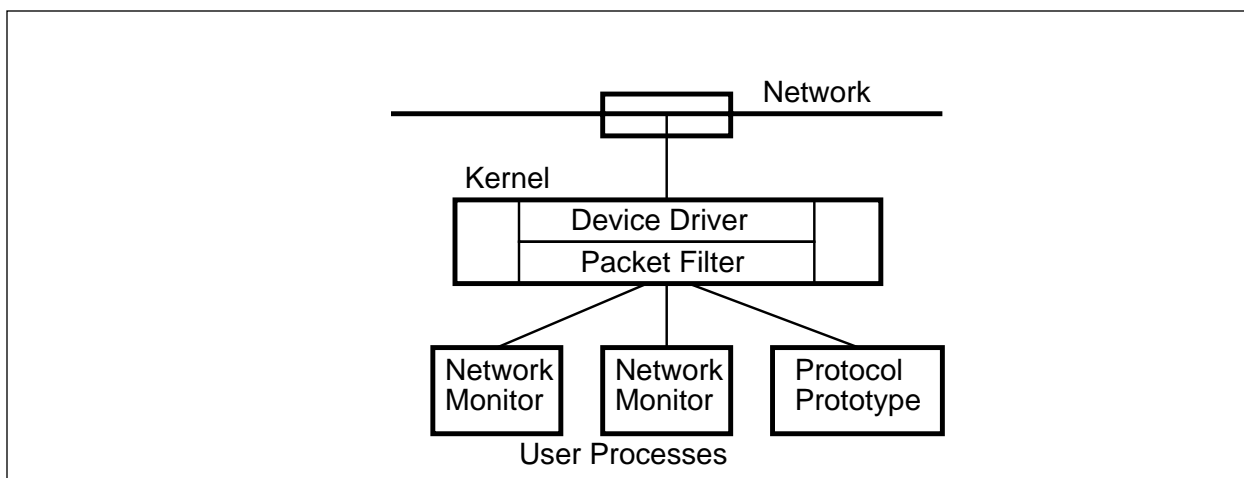 Network
Kernel
Device Driver
Packet Filter
Network
Monitor
Network
Monitor
Protocol
Prototype
User Processes